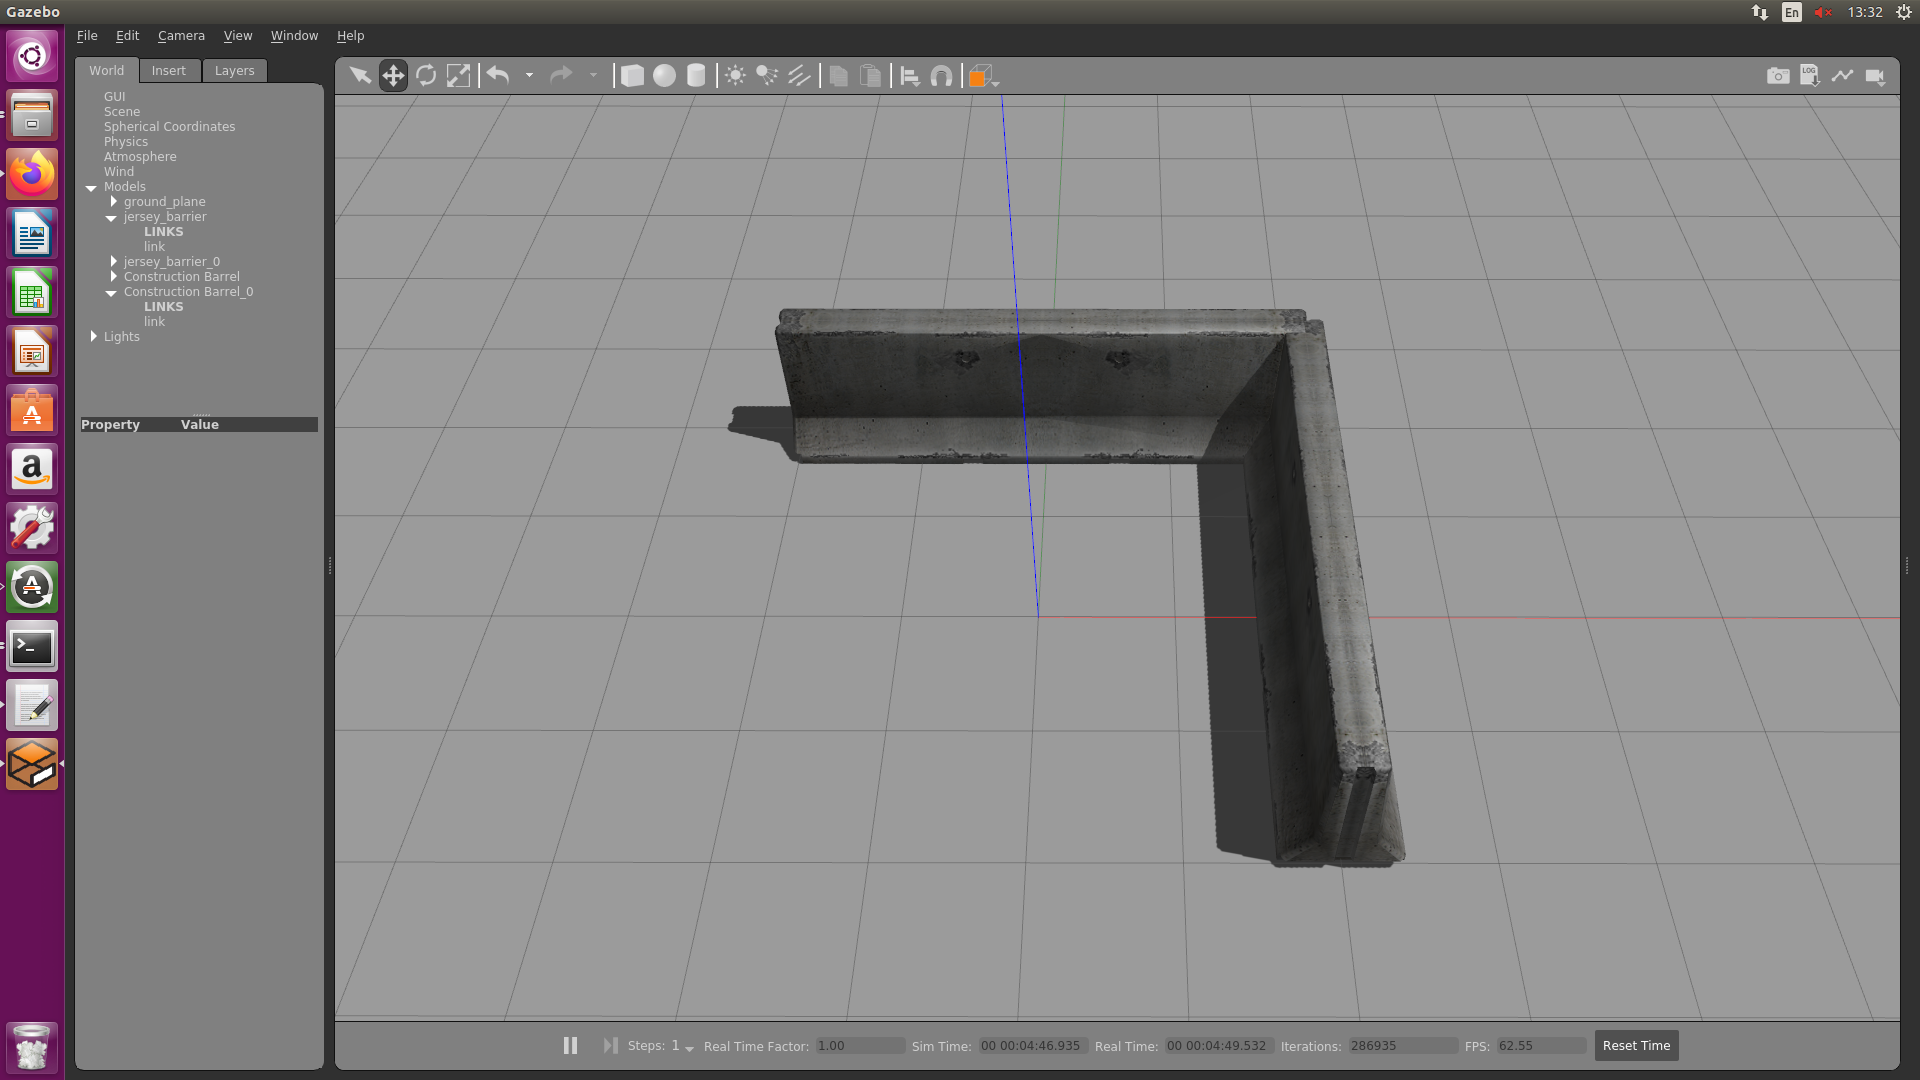 Gazebo
En
13:32
File Edit Camera View Window Help
World Insert Layers
GUI
Scene
Spherical Coordinates
Physics
Atmosphere
Wind
Models
ground_plane
jersey_barrier
LINKS
link
jersey_barrier_0
Construction Barrel
Construction Barrel_0
LINKS
link
Lights
Property Value
LOG
Steps: 1 Real Time Factor: 1.00 Sim Time: 00 00:04:46.935 Real Time: 00 00:04:49.532 Iterations: 286935 FPS: 62.55 Reset Time